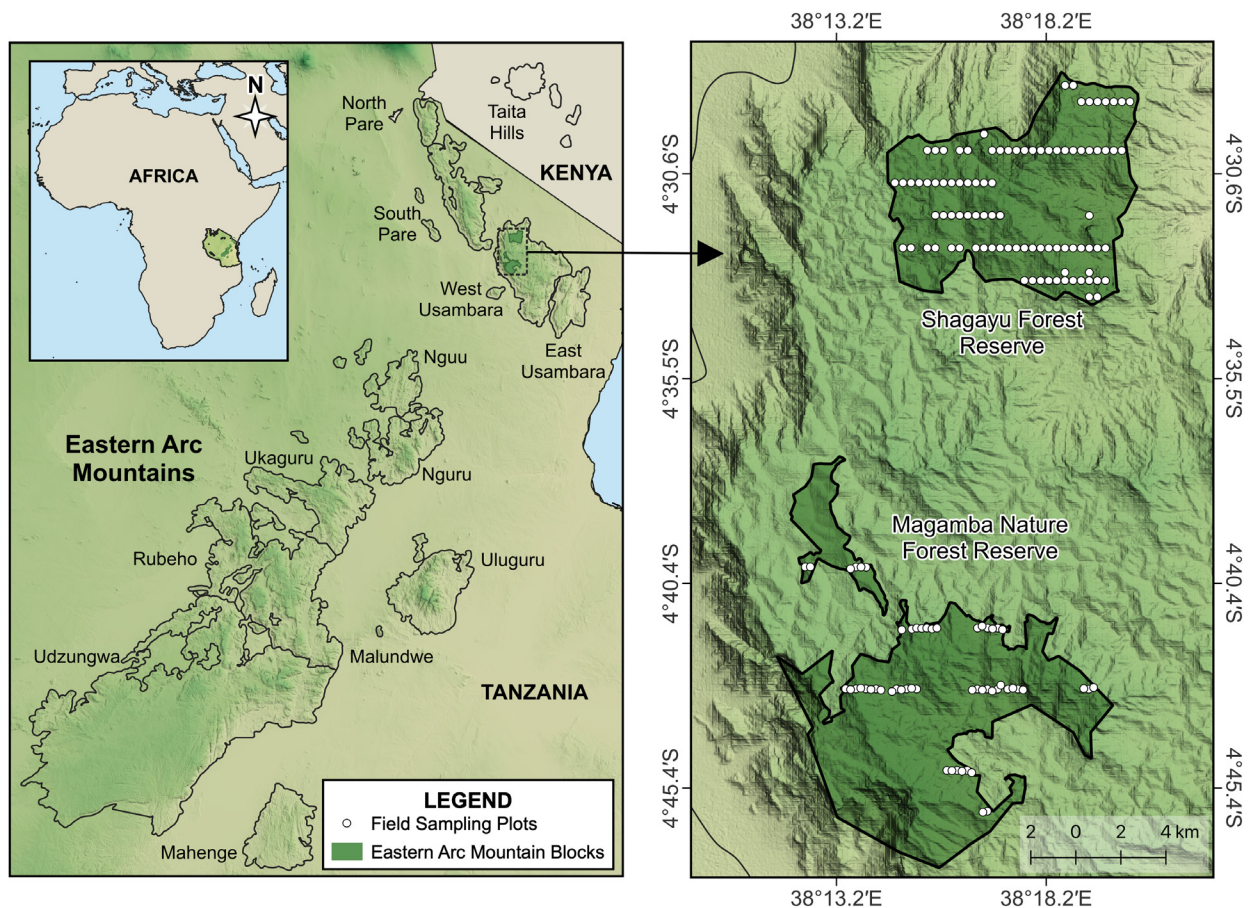 38°13.2′E
38°18.2′E
N
AFRICA
North
Pare
Taita
Hills
KENYA
South
Pare
West
Usambara
East
Usambara
Nguu
Eastern Arc
Mountains
Ukaguru
Nguru
Rubeho
Uluguru
Udzungwa
Malundwe
TANZANIA
Mahenge
LEGEND
Field Sampling Plots
Eastern Arc Mountain Blocks
4°30.6′S
4°30.6′S
Shagayu Forest
Reserve
4°35.5′S
4°35.5′S
Magamba Nature
Forest Reserve
4°40.4′S
4°40.4′S
4°45.4′S
4°45.4′S
2 0 2 4 km
38°13.2′E
38°18.2′E